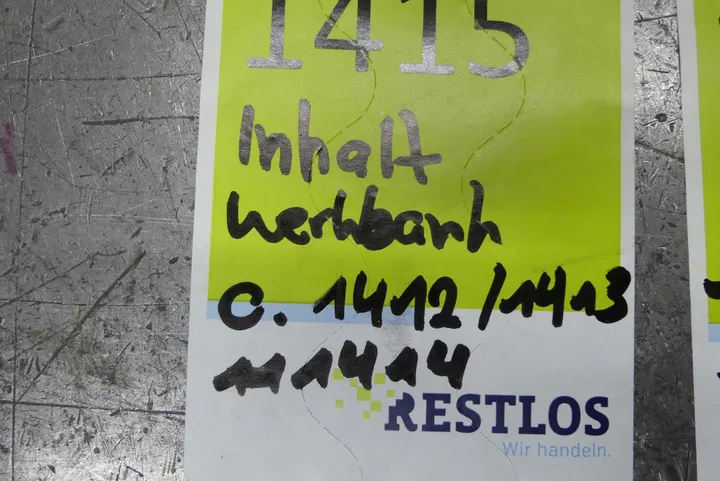 1415
Inhalt
Werkbank
C. 1412/1413
1414
RESTLOS
Wir handeln.